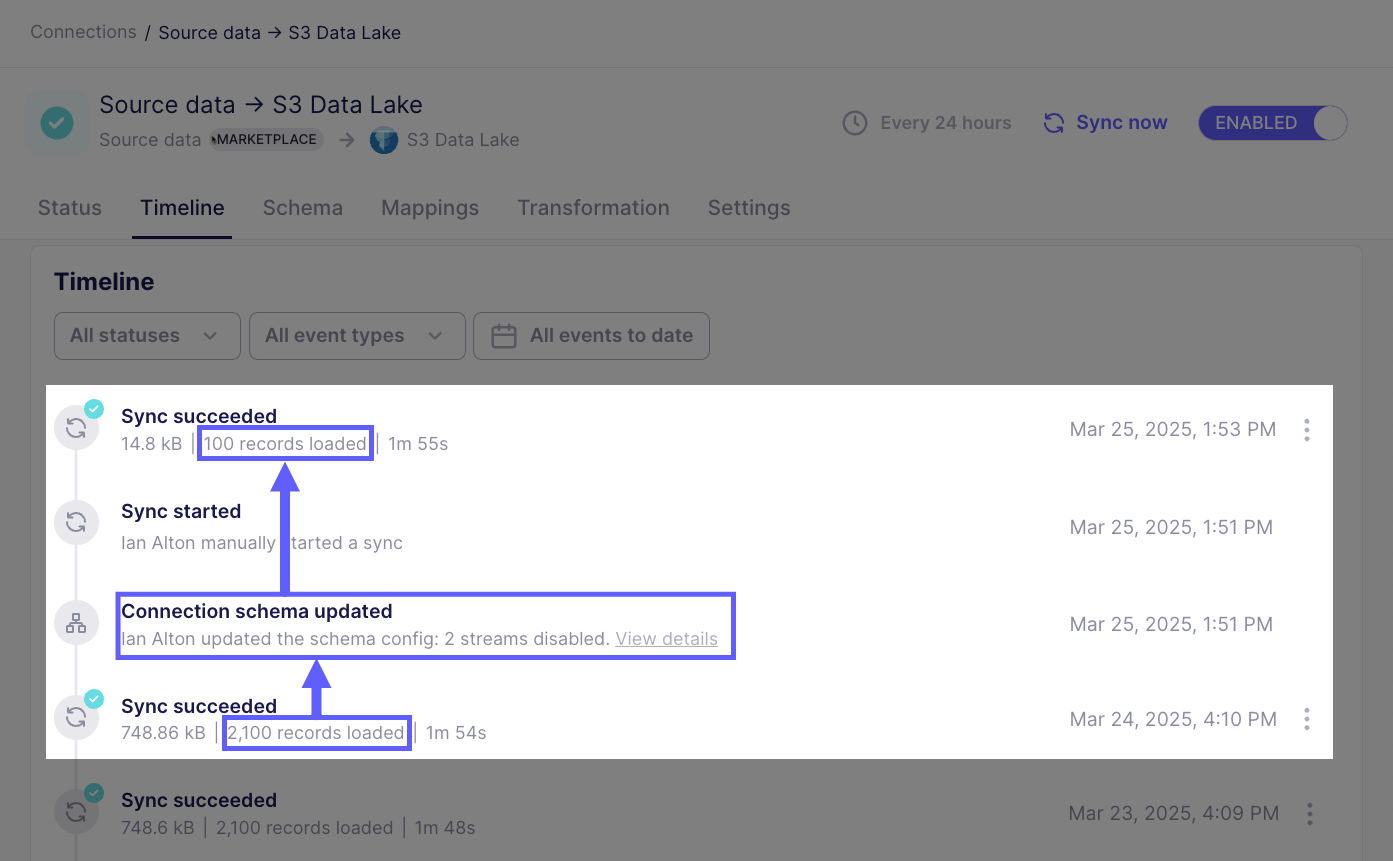 Connections / Source data → S3 Data Lake
Source data → S3 Data Lake
Source data MARKETPLACE → S3 Data Lake
Every 24 hours
Sync now
ENABLED
Status Timeline Schema Mappings Transformation Settings
Timeline
All statuses All event types All events to date
Sync succeeded
14.8 kB | 100 records loaded | 1m 55s
Mar 25, 2025, 1:53 PM
Sync started
Ian Alton manually started a sync
Mar 25, 2025, 1:51 PM
Connection schema updated
Ian Alton updated the schema config: 2 streams disabled. View details
Mar 25, 2025, 1:51 PM
Sync succeeded
748.86 kB | 2,100 records loaded | 1m 54s
Mar 24, 2025, 4:10 PM
Sync succeeded
748.6 kB | 2,100 records loaded | 1m 48s
Mar 23, 2025, 4:09 PM